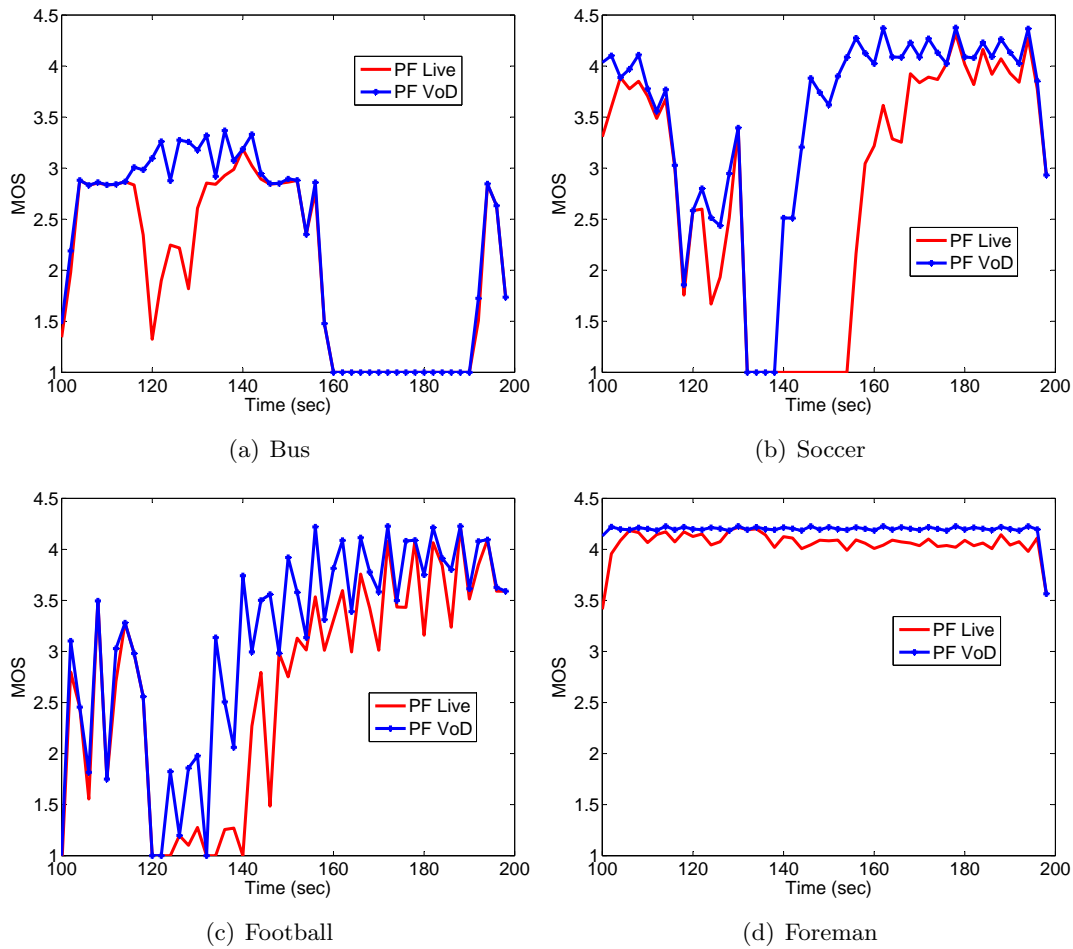 4.5
4
3.5
3
2.5
2
1.5
1
MOS
PF Live
PF VoD
100 120 140 160 180 200
Time (sec)
(a) Bus
4.5
4
3.5
3
2.5
2
1.5
1
MOS
PF Live
PF VoD
100 120 140 160 180 200
Time (sec)
(b) Soccer
4.5
4
3.5
3
2.5
2
1.5
1
MOS
PF Live
PF VoD
100 120 140 160 180 200
Time (sec)
(c) Football
4.5
4
3.5
3
2.5
2
1.5
1
MOS
PF Live
PF VoD
100 120 140 160 180 200
Time (sec)
(d) Foreman